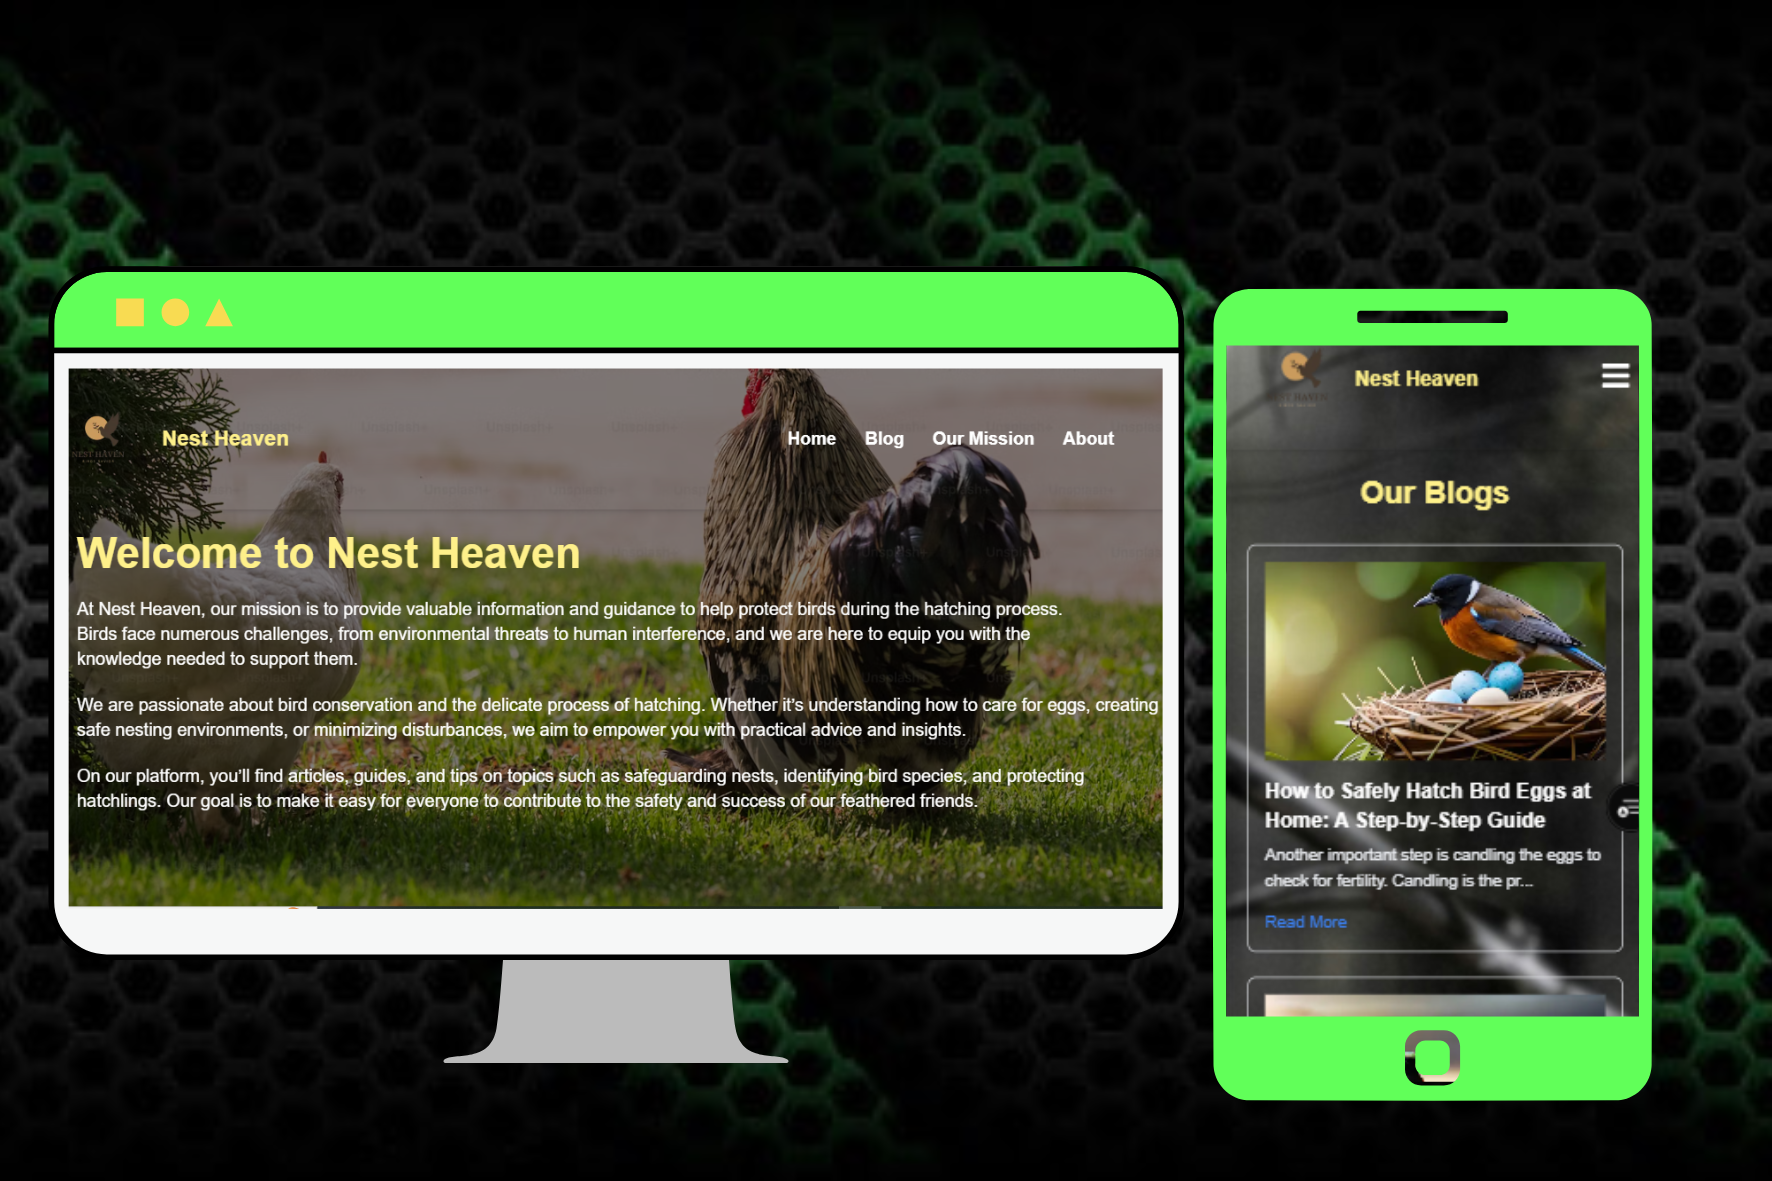 NEST HAVEN
Nest Heaven
Home Blog Our Mission About
Welcome to Nest Heaven
At Nest Heaven, our mission is to provide valuable information and guidance to help protect birds during the hatching process.
Birds face numerous challenges, from environmental threats to human interference, and we are here to equip you with the
knowledge needed to support them.
We are passionate about bird conservation and the delicate process of hatching. Whether it's understanding how to care for eggs, creating
safe nesting environments, or minimizing disturbances, we aim to empower you with practical advice and insights.
On our platform, you'll find articles, guides, and tips on topics such as safeguarding nests, identifying bird species, and protecting
hatchlings. Our goal is to make it easy for everyone to contribute to the safety and success of our feathered friends.
Nest Heaven
Our Blogs
How to Safely Hatch Bird Eggs at
Home: A Step-by-Step Guide
Another important step is candling the eggs to
check for fertility. Candling is the pr...
Read More